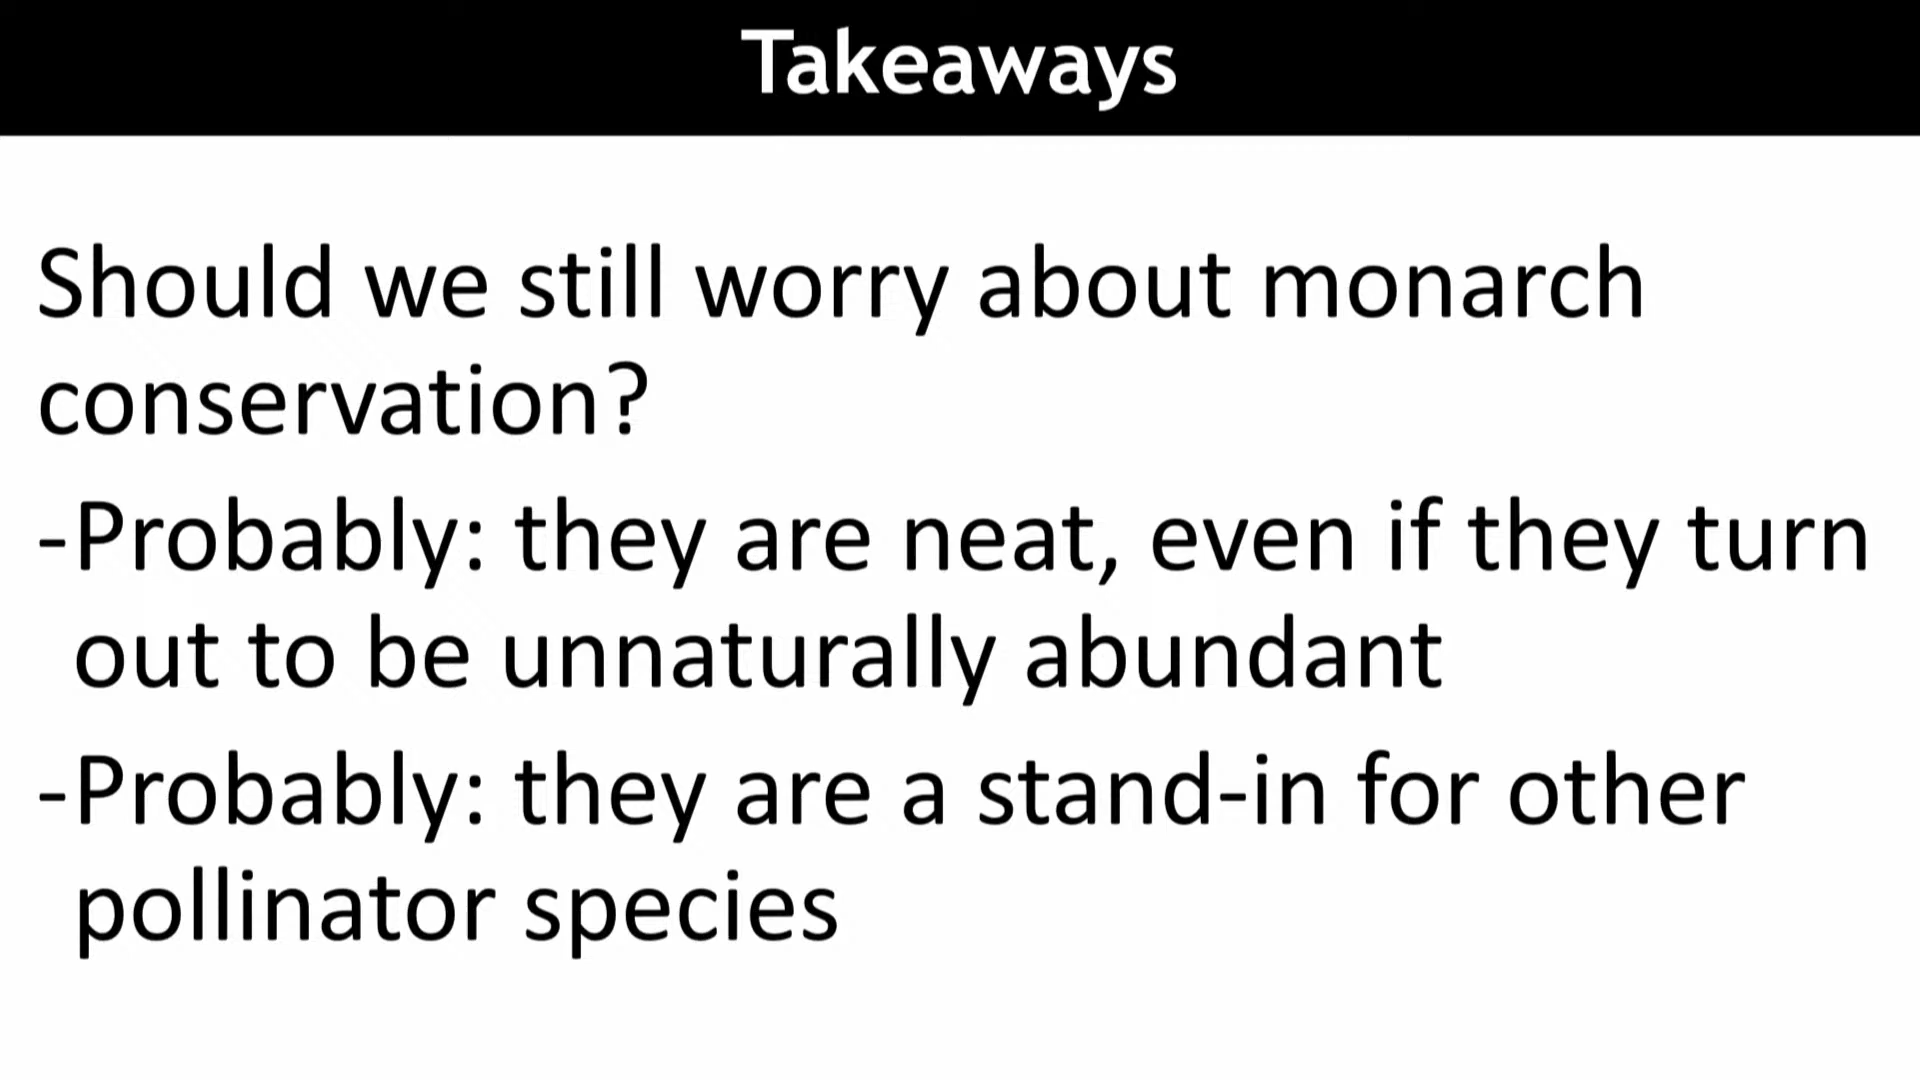 Takeaways
Should we still worry about monarch
conservation?
-Probably: they are neat, even if they turn
out to be unnaturally abundant
-Probably: they are a stand-in for other
pollinator species